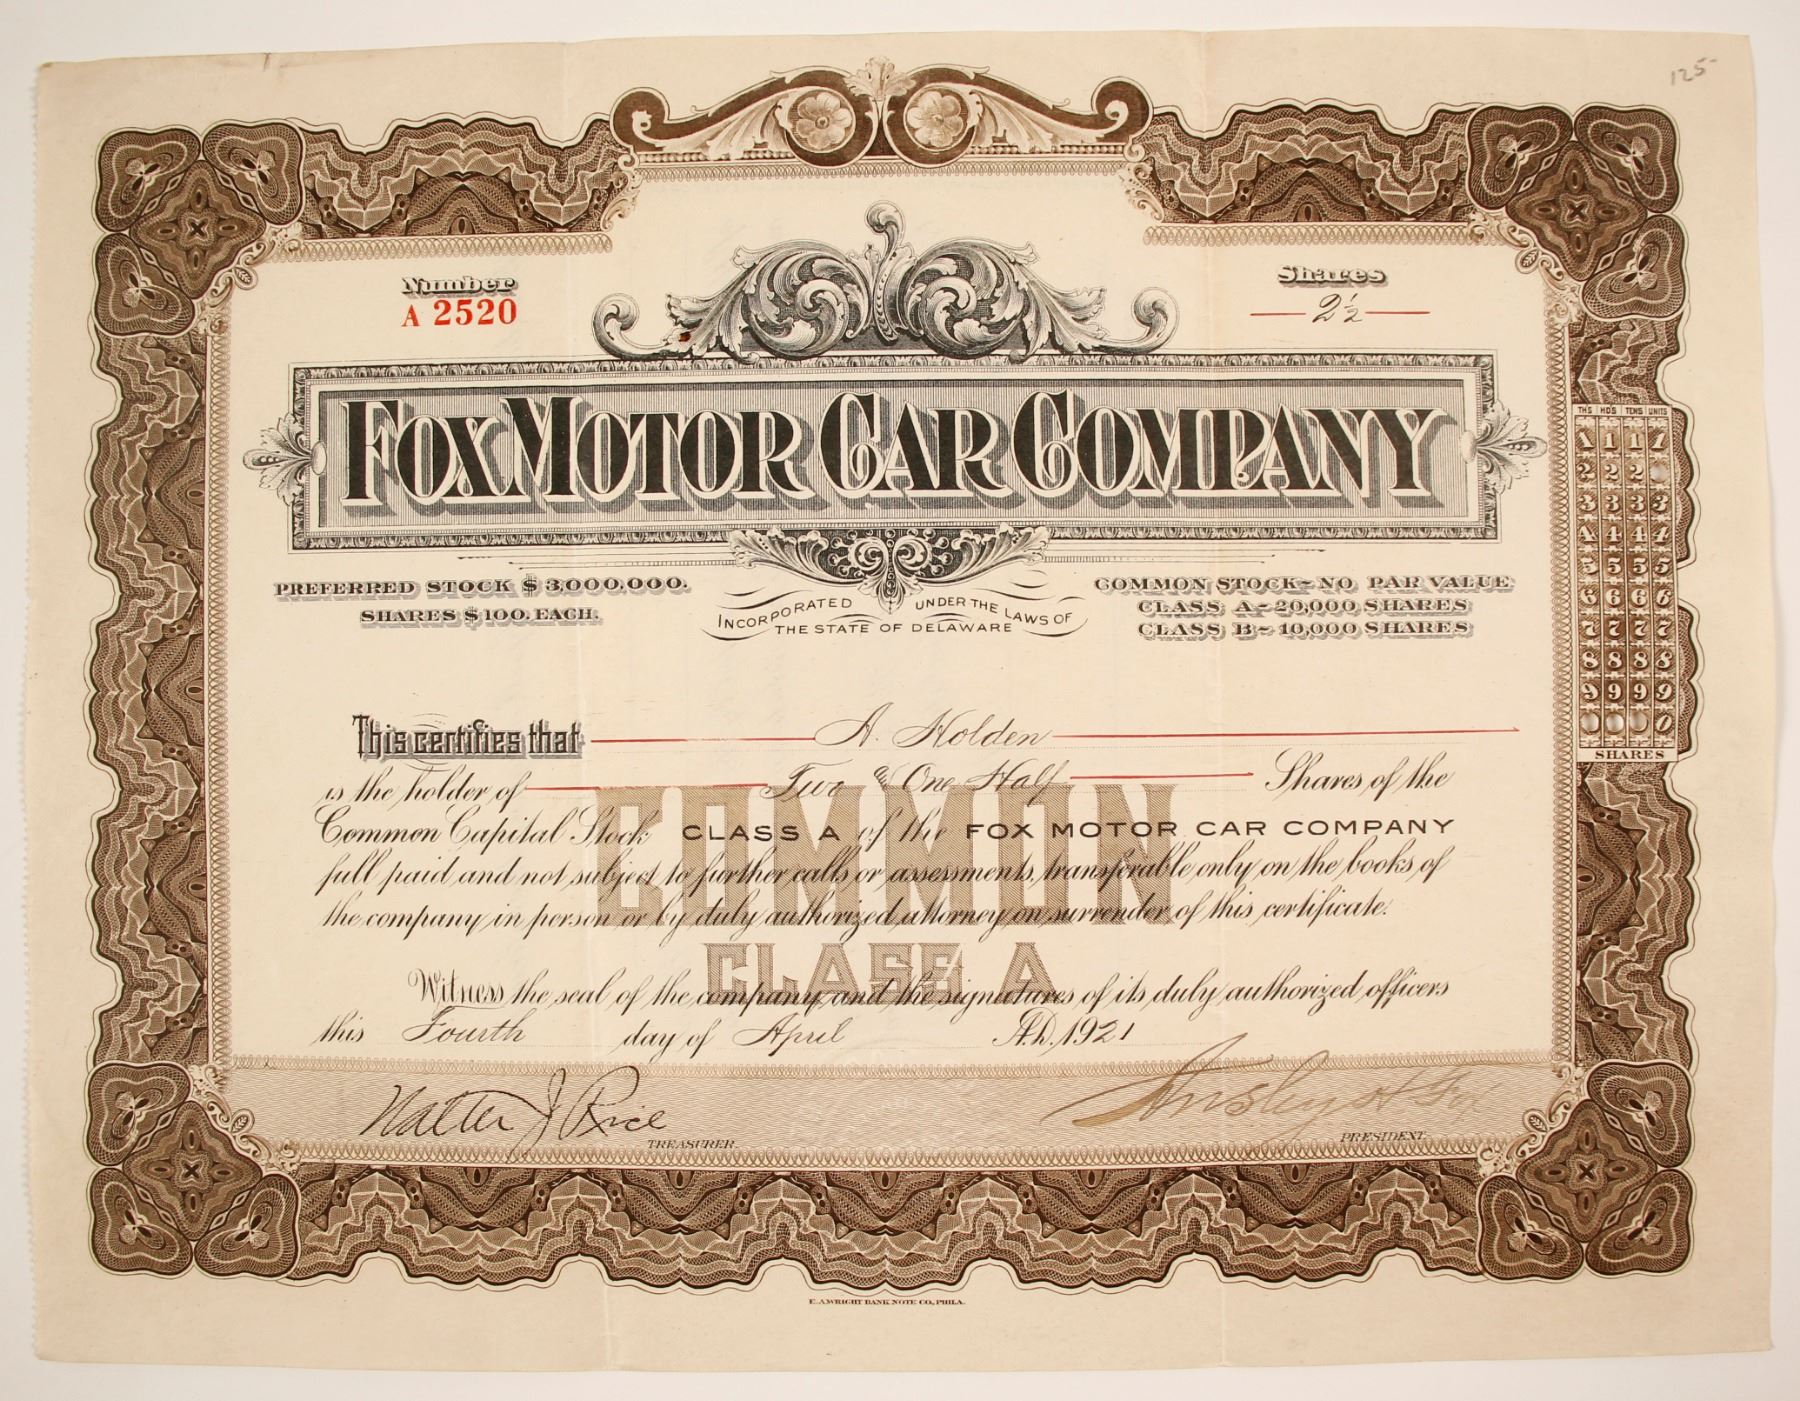 125-
Number
A 2520
Shares
2½
FOX MOTOR CAR COMPANY
PREFERRED STOCK $3,000,000.
SHARES $100. EACH.
INCORPORATED UNDER THE LAWS OF
THE STATE OF DELAWARE
COMMON STOCK - NO PAR VALUE.
CLASS A - 20,000 SHARES
CLASS B - 10,000 SHARES
THS HDS TENS UNITS
1 1 1 1
2 2 2
3 3 3 3
4 4 4 4
5 5 5 5
6 6 6 6
7 7 7 7
8 8 8 8
9 9 9 9
0
SHARES
This certifies that A. Holden
is the holder of Two & One Half Shares of the
Common Capital Stock CLASS A of the FOX MOTOR CAR COMPANY
full paid and not subject to further calls or assessments, transferable only on the books of
the company in person or by duly authorized attorney on surrender of this certificate.
COMMON
CLASS A
Witness the seal of the company and the signatures of its duly authorized officers
this Fourth day of April A.D. 1921
Walter J Rice
TREASURER.
Ansley H Fox
PRESIDENT.
E. A. WRIGHT BANK NOTE CO., PHILA.